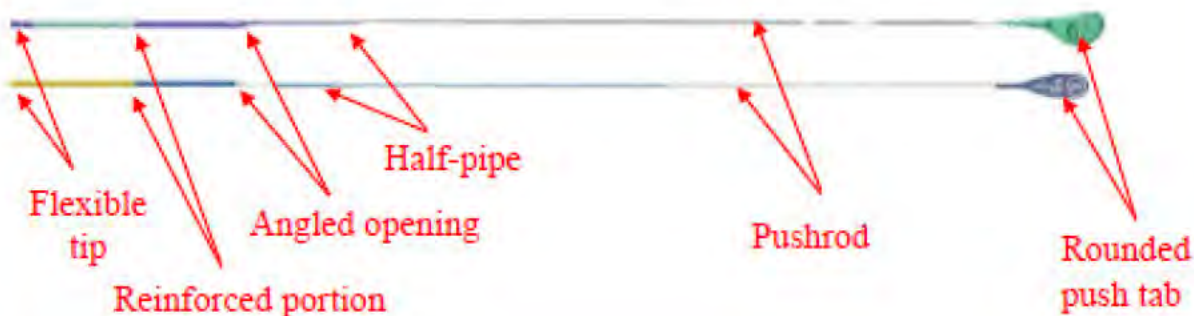 Flexible
tip
Reinforced portion
Angled opening
Half-pipe
Pushrod
Rounded
push tab